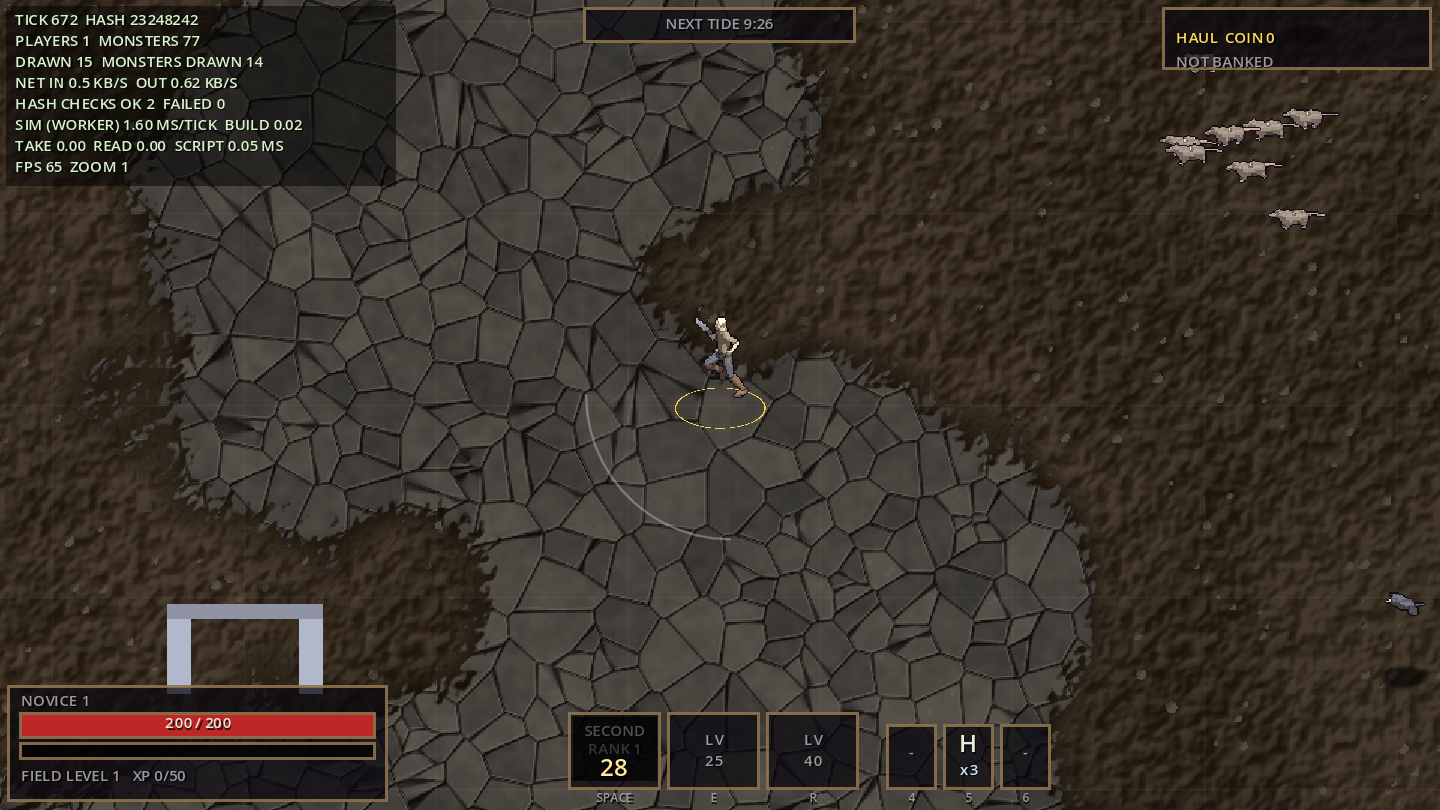 TICK 672 HASH 23248242
PLAYERS 1 MONSTERS 77
DRAWN 15 MONSTERS DRAWN 14
NET IN 0.5 KB/S OUT 0.62 KB/S
HASH CHECKS OK 2 FAILED 0
SIM (WORKER) 1.60 MS/TICK BUILD 0.02
TAKE 0.00 READ 0.00 SCRIPT 0.05 MS
FPS 65 ZOOM 1
NEXT TIDE 9:26
HAUL COIN 0
NOT BANKED
NOVICE 1
200 / 200
FIELD LEVEL 1 XP 0/50
SECOND
RANK 1
28
SPACE
LV
25
E
LV
40
R
-
4
H
x3
5
-
6